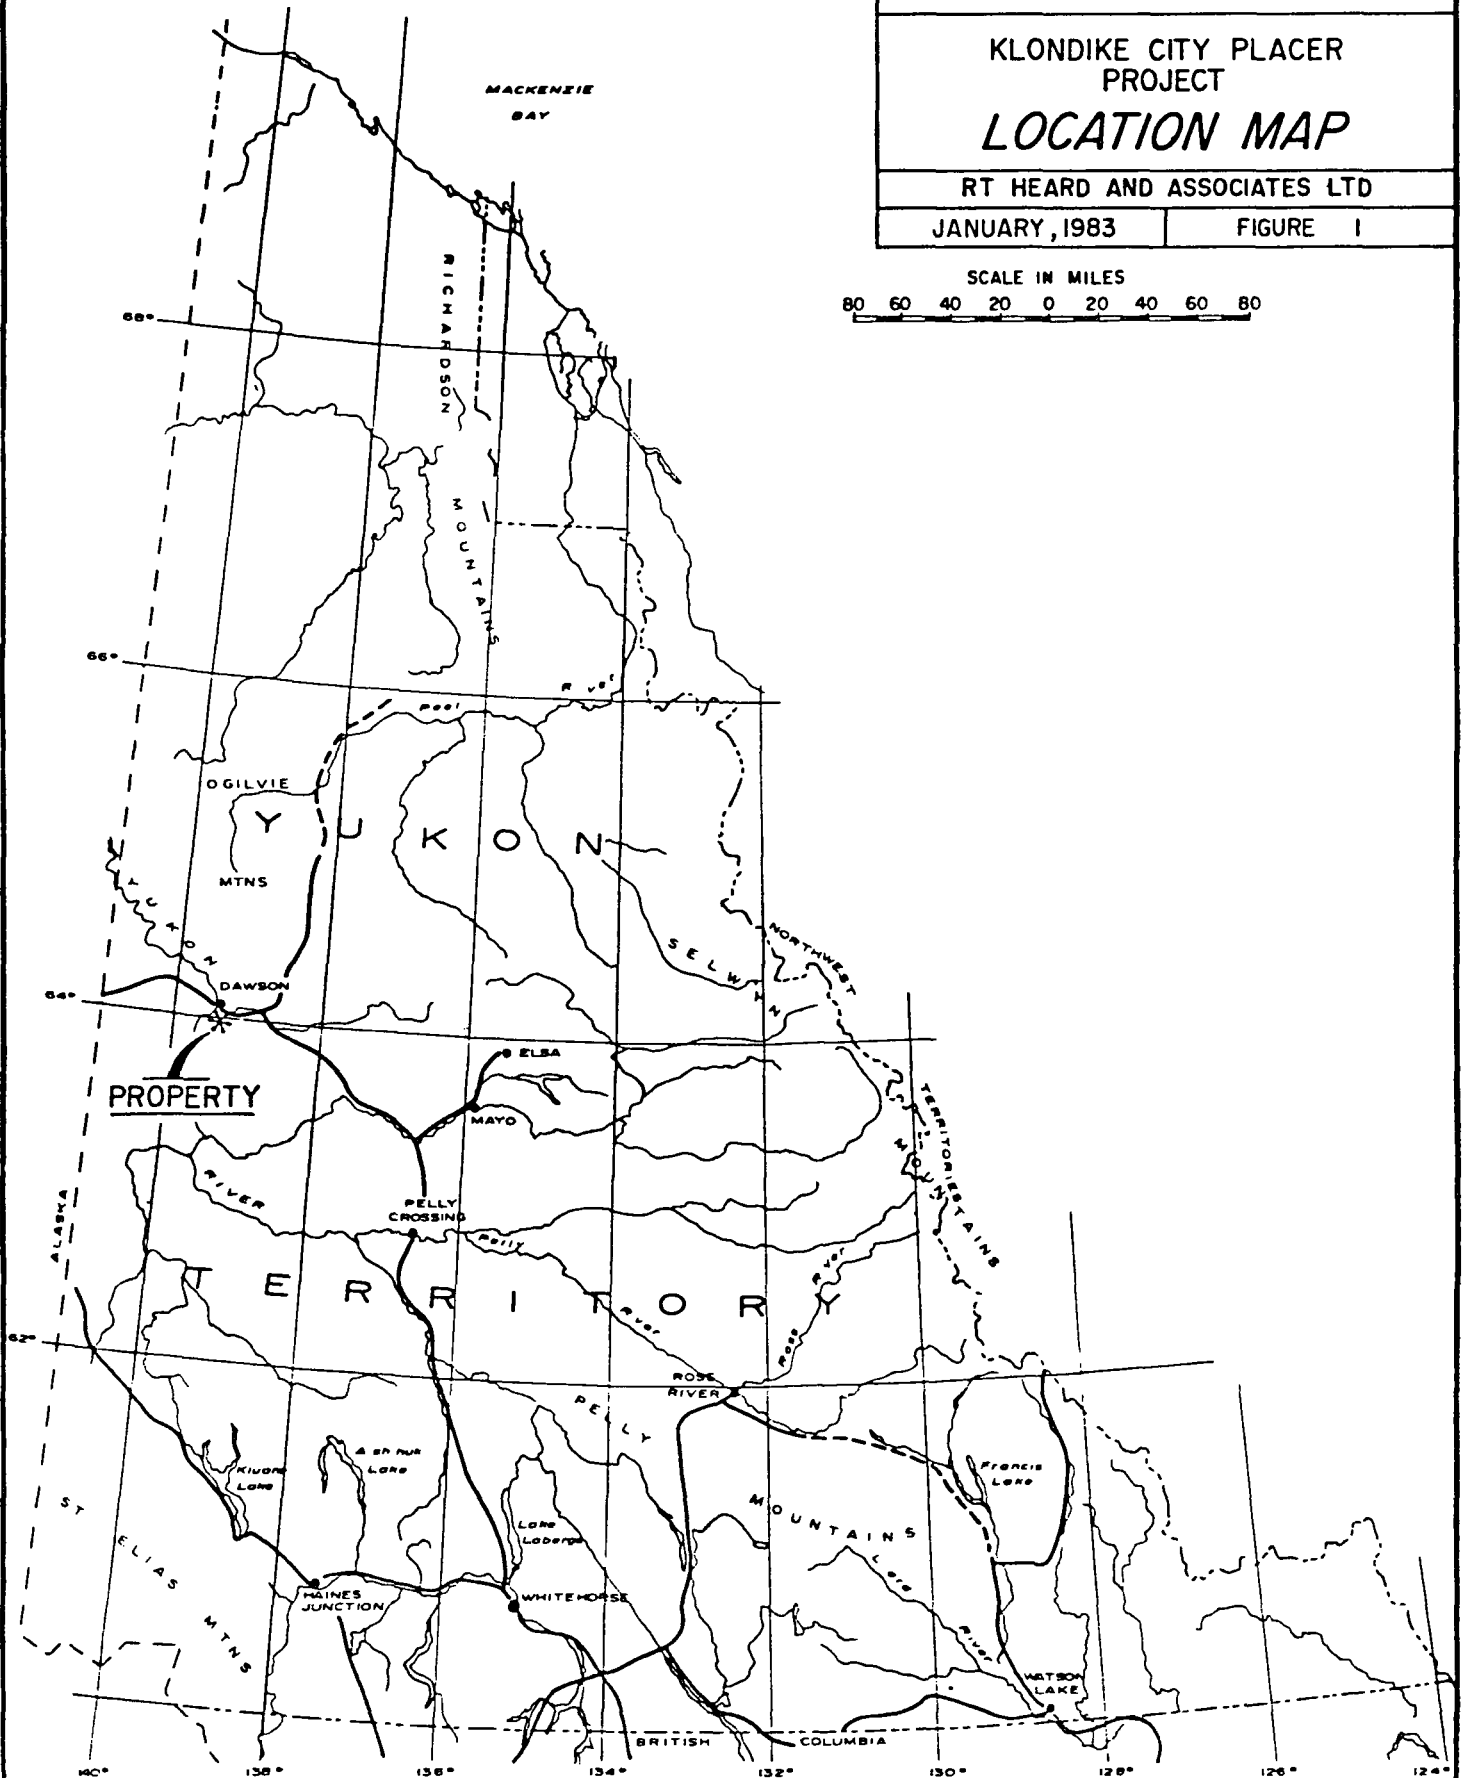 KLONDIKE CITY PLACER
PROJECT
LOCATION MAP
RT HEARD AND ASSOCIATES LTD
JANUARY, 1983
FIGURE 1
SCALE IN MILES
80 60 40 20 0 20 40 60 80
MACKENZIE
BAY
RICHARDSON
MOUNTAINS
68°
66°
Peel
River
OGILVIE
MTNS
YUKON
YUKON
SELWYN
MOUNTAINS
NORTHWEST
TERRITORIES
DAWSON
64°
PROPERTY
ELSA
MAYO
RIVER
PELLY
CROSSING
ALASKA
Pelly
River
Ross
River
TERRITORY
62°
ROSS
RIVER
PELLY
MOUNTAINS
Kluane
Lake
Lake
Francis
Lake
Lake
Laberge
ST ELIAS MTNS
HAINES
JUNCTION
WHITEHORSE
Liard
River
WATSON
LAKE
BRITISH
COLUMBIA
140° 138° 136° 134° 132° 130° 128° 126° 124°